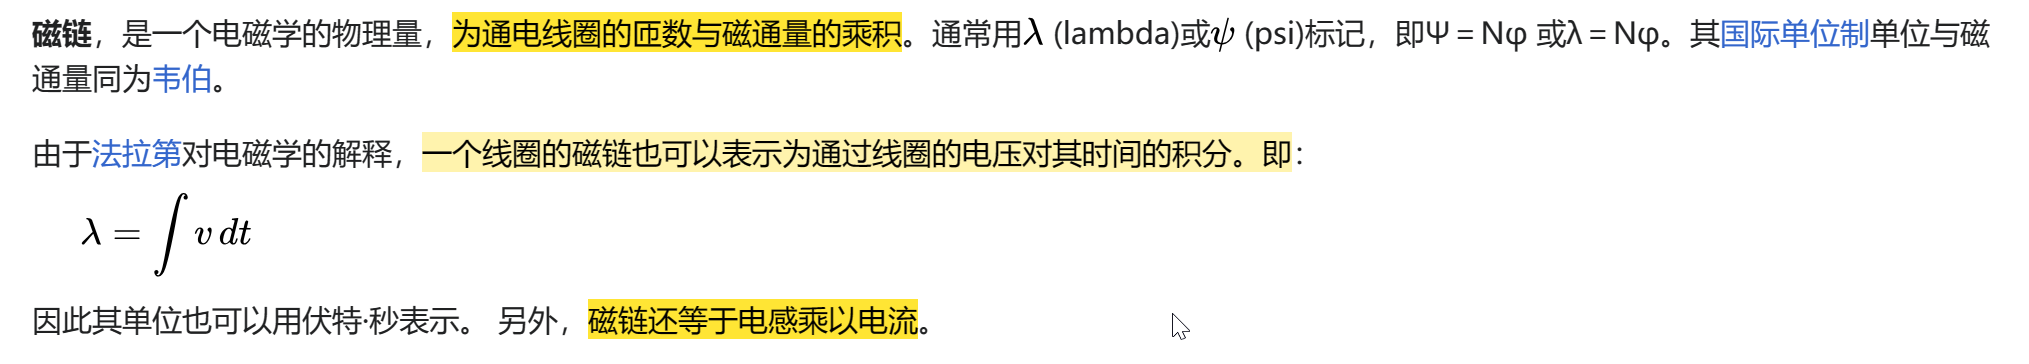 磁链，是一个电磁学的物理量，为通电线圈的匝数与磁通量的乘积。通常用λ (lambda)或ψ (psi)标记，即Ψ = Nφ 或λ = Nφ。其国际单位制单位与磁
通量同为韦伯。
由于法拉第对电磁学的解释，一个线圈的磁链也可以表示为通过线圈的电压对其时间的积分。即：
λ = ∫ v dt
因此其单位也可以用伏特·秒表示。 另外，磁链还等于电感乘以电流。